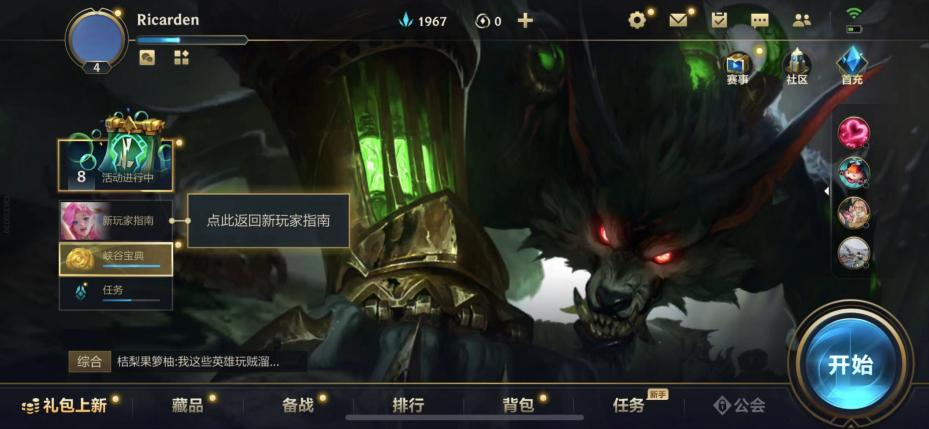 Ricarden
1967
0
4
赛事
社区
首充
8
活动进行中
新玩家指南
点此返回新玩家指南
峡谷宝典
任务
综合
桔梨果萝柚:我这些英雄玩贼溜...
开始
礼包上新
藏品
备战
排行
背包
任务
新手
公会